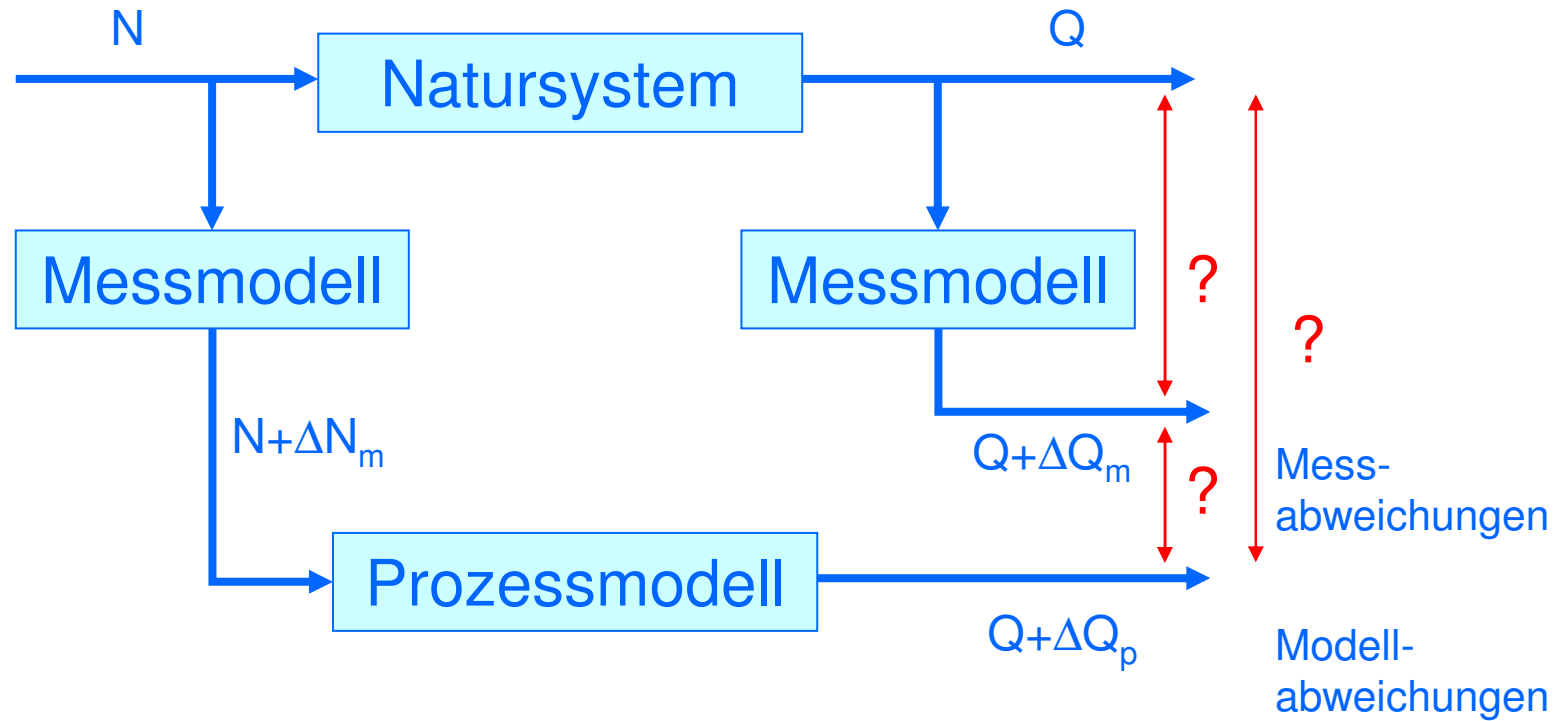 N
Q
Natursystem
Messmodell
Messmodell
?
?
N+ΔNₘ
Q+ΔQₘ
?
Mess-
abweichungen
Prozessmodell
Q+ΔQₚ
Modell-
abweichungen